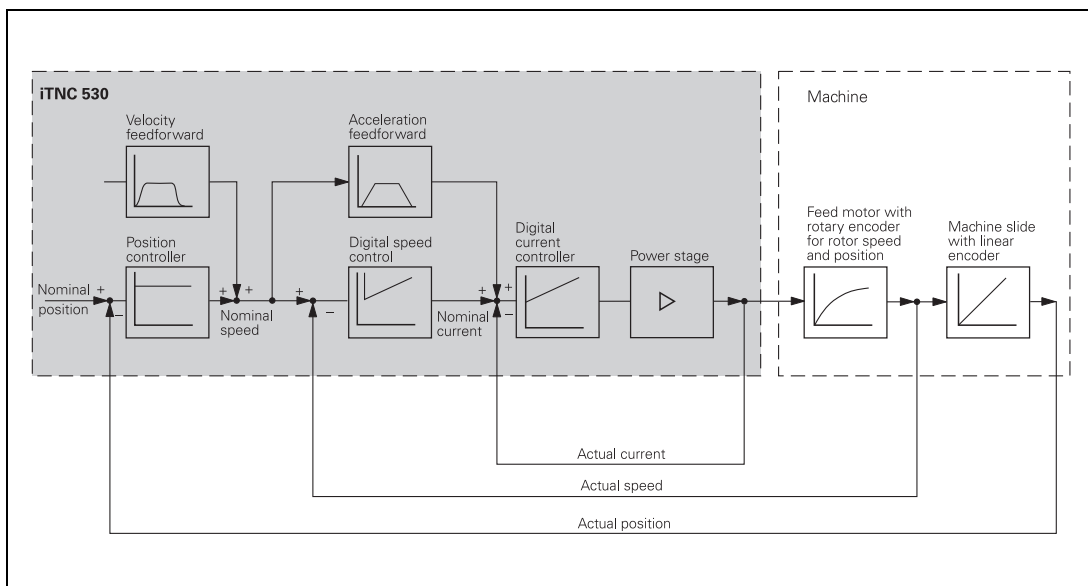 iTNC 530
Machine
Velocity
feedforward
Acceleration
feedforward
Position
controller
Digital speed
control
Digital
current
controller
Power stage
Feed motor with
rotary encoder
for rotor speed
and position
Machine slide
with linear
encoder
Nominal
position
+
–
+
+
Nominal
speed
+
–
Nominal
current
+
+
–
Actual current
Actual speed
Actual position